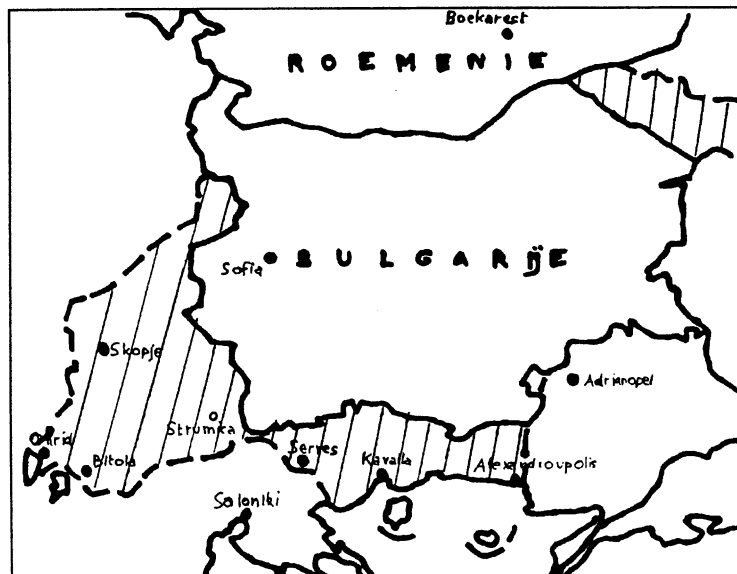 Boekarest
ROEMENIE
Sofia
BULGARIJE
Skopje
Adrianopel
Strumica
Ohrid
Bitola
Serres
Kavalla
Alexandroupolis
Saloniki